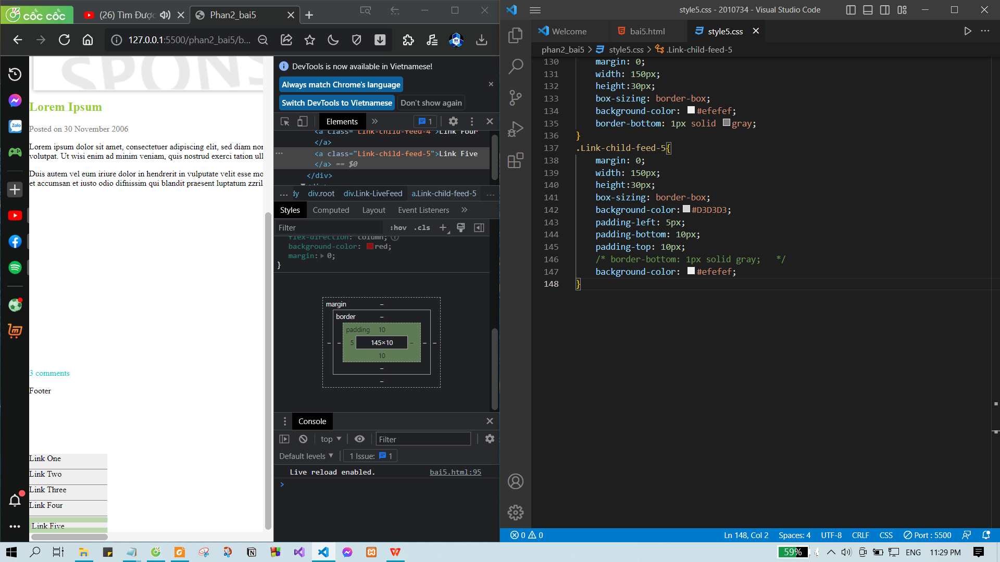 cốc cốc
(26) Tìm Được
Phan2_bai5
127.0.0.1:5500/phan2_bai5/b...
SPONS
Lorem Ipsum
Posted on 30 November 2006
Lorem ipsum dolor sit amet, consectetuer adipiscing elit, sed diam non
volutpat. Ut wisi enim ad minim veniam, quis nostrud exerci tation ull
Duis autem vel eum iriure dolor in hendrerit in vulputate velit esse mo
et accumsan et iusto odio difnissim qui blandit praesent luptatum zzril
3 comments
Footer
Link One
Link Two
Link Three
Link Four
Link Five
Zalo
DevTools is now available in Vietnamese!
Always match Chrome's language
Switch DevTools to Vietnamese
Don't show again
Elements
1
<a class="Link-child-feed-4">Link Four
</a>
<a class="Link-child-feed-5">Link Five
</a> == $0
</div>
... dy div.root div.Link-LiveFeed a.Link-child-feed-5 ...
Styles Computed Layout Event Listeners
Filter :hov .cls
flex-direction: column;
background-color: red;
margin: 0;
}
margin –
border –
padding 10
– – 5 145×10 – – –
10
–
–
Console
top Filter
Default levels 1 Issue: 1
Live reload enabled. bai5.html:95
>
style5.css - 2010734 - Visual Studio Code
Welcome
bai5.html
style5.css
phan2_bai5 > style5.css > .Link-child-feed-5
130 margin: 0;
131 width: 150px;
132 height:30px;
133 box-sizing: border-box;
134 background-color: #efefef;
135 border-bottom: 1px solid gray;
136 }
137 .Link-child-feed-5{
138 margin: 0;
139 width: 150px;
140 height:30px;
141 box-sizing: border-box;
142 background-color:#D3D3D3;
143 padding-left: 5px;
144 padding-bottom: 10px;
145 padding-top: 10px;
146 /* border-bottom: 1px solid gray; */
147 background-color: #efefef;
148 }
0 0
Ln 148, Col 2 Spaces: 4 UTF-8 CRLF CSS Port : 5500
59% ENG 11:29 PM